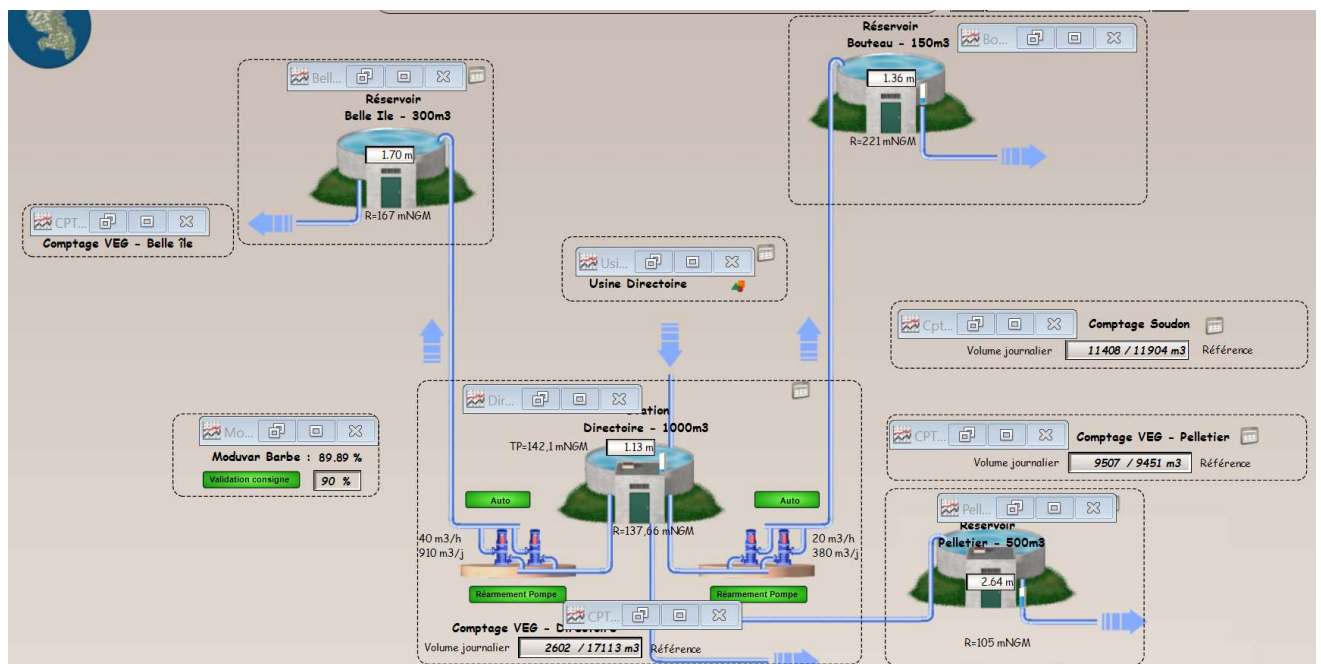 Bell...
Réservoir
Belle Ile - 300m3
1.70 m
R=167 mNGM
CPT...
Comptage VEG - Belle île
Réservoir
Bouteau - 150m3
Bo...
1.36 m
R=221 mNGM
Usi...
Usine Directoire
Cpt...
Comptage Soudon
Volume journalier 11408 / 11904 m3 Référence
Mo...
Moduvar Barbe : 89.89 %
Validation consigne 90 %
Dir...
Directoire - 1000m3
TP=142,1 mNGM
1.13 m
Auto
Auto
R=137,66 mNGM
40 m3/h
910 m3/j
20 m3/h
380 m3/j
Réarmement Pompe
Réarmement Pompe
CPT...
Comptage VEG - Directoire
Volume journalier 2602 / 17113 m3 Référence
CPT...
Comptage VEG - Pelletier
Volume journalier 9507 / 9451 m3 Référence
Pell...
Réservoir
Pelletier - 500m3
2.64 m
R=105 mNGM